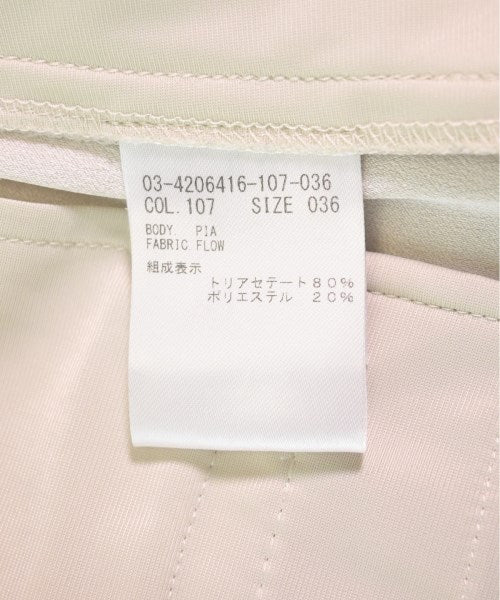 03-4206416-107-036
COL.107 SIZE 036
BODY PIA
FABRIC FLOW
組成表示
トリアセテート80%
ポリエステル 20%